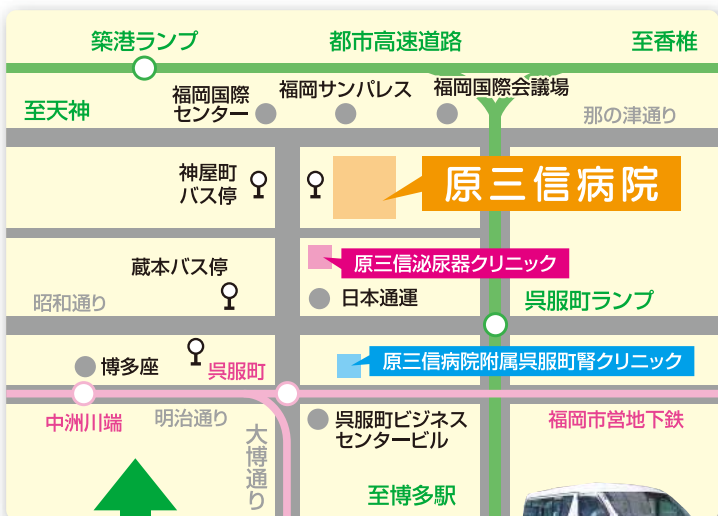 築港ランプ
都市高速道路
至香椎
至天神
福岡国際
センター
福岡サンパレス
福岡国際会議場
那の津通り
神屋町
バス停
原三信病院
蔵本バス停
原三信泌尿器クリニック
昭和通り
日本通運
呉服町ランプ
博多座
呉服町
原三信病院附属呉服町腎クリニック
中洲川端
明治通り
大博通り
呉服町ビジネス
センタービル
福岡市営地下鉄
至博多駅